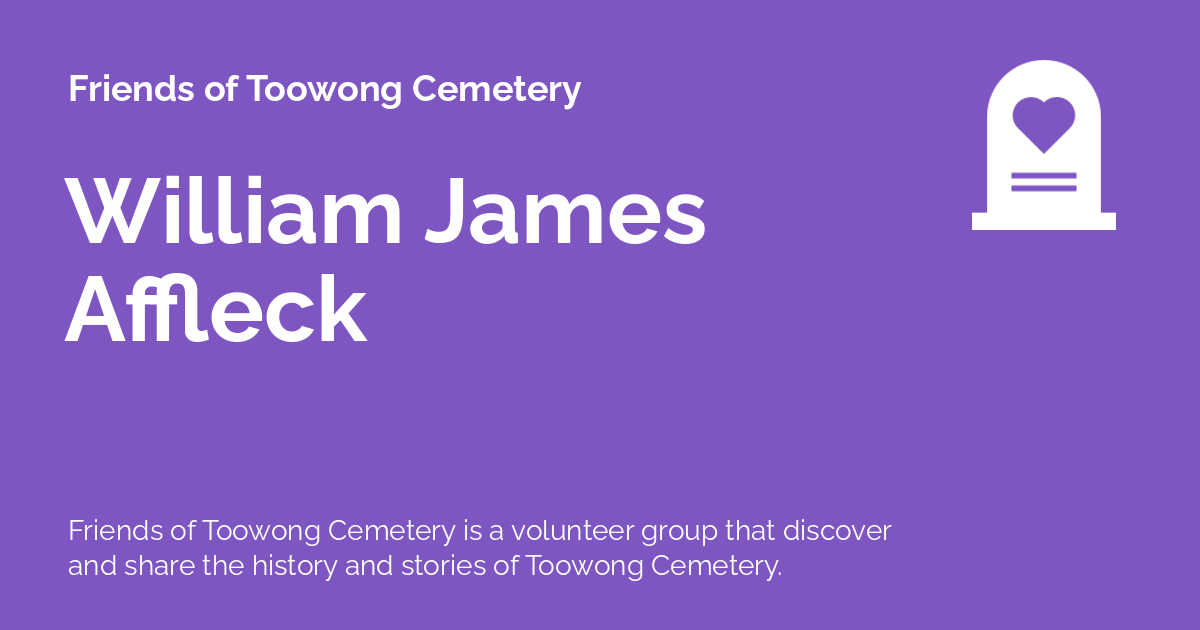 Friends of Toowong Cemetery
William James
Affleck
Friends of Toowong Cemetery is a volunteer group that discover
and share the history and stories of Toowong Cemetery.